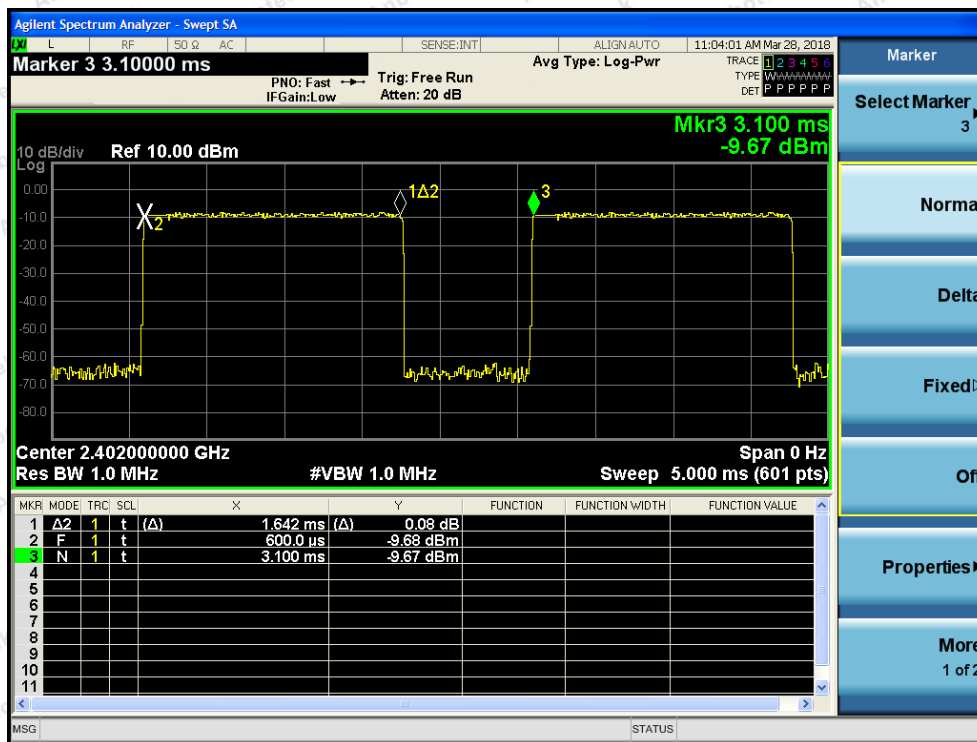 Agilent Spectrum Analyzer - Swept SA
LXI L RF 50 Ω AC SENSE:INT ALIGN AUTO 11:04:01 AM Mar 28, 2018
Marker 3 3.10000 ms
PNO: Fast
IFGain:Low
Trig: Free Run
Atten: 20 dB
Avg Type: Log-Pwr
TRACE 1 2 3 4 5 6
TYPE WWWWWW
DET P P P P P P
Mkr3 3.100 ms
-9.67 dBm
10 dB/div Ref 10.00 dBm
Log
0.00
-10.0
-20.0
-30.0
-40.0
-50.0
-60.0
-70.0
-80.0
2
1Δ2
3
Center 2.402000000 GHz Span 0 Hz
Res BW 1.0 MHz #VBW 1.0 MHz Sweep 5.000 ms (601 pts)
MKR MODE TRC SCL X Y FUNCTION FUNCTION WIDTH FUNCTION VALUE
1 Δ2 1 t (Δ) 1.642 ms (Δ) 0.08 dB
2 F 1 t 600.0 µs -9.68 dBm
3 N 1 t 3.100 ms -9.67 dBm
4
5
6
7
8
9
10
11
MSG STATUS
Marker
Select Marker
3
Norma
Delta
Fixed
Of
Properties
More
1 of 2